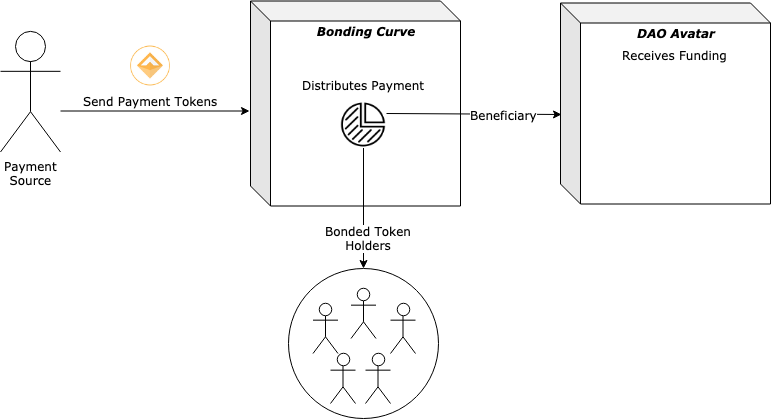 Bonding Curve
DAO Avatar
Receives Funding
Distributes Payment
Send Payment Tokens
Beneficiary
Payment
Source
Bonded Token
Holders